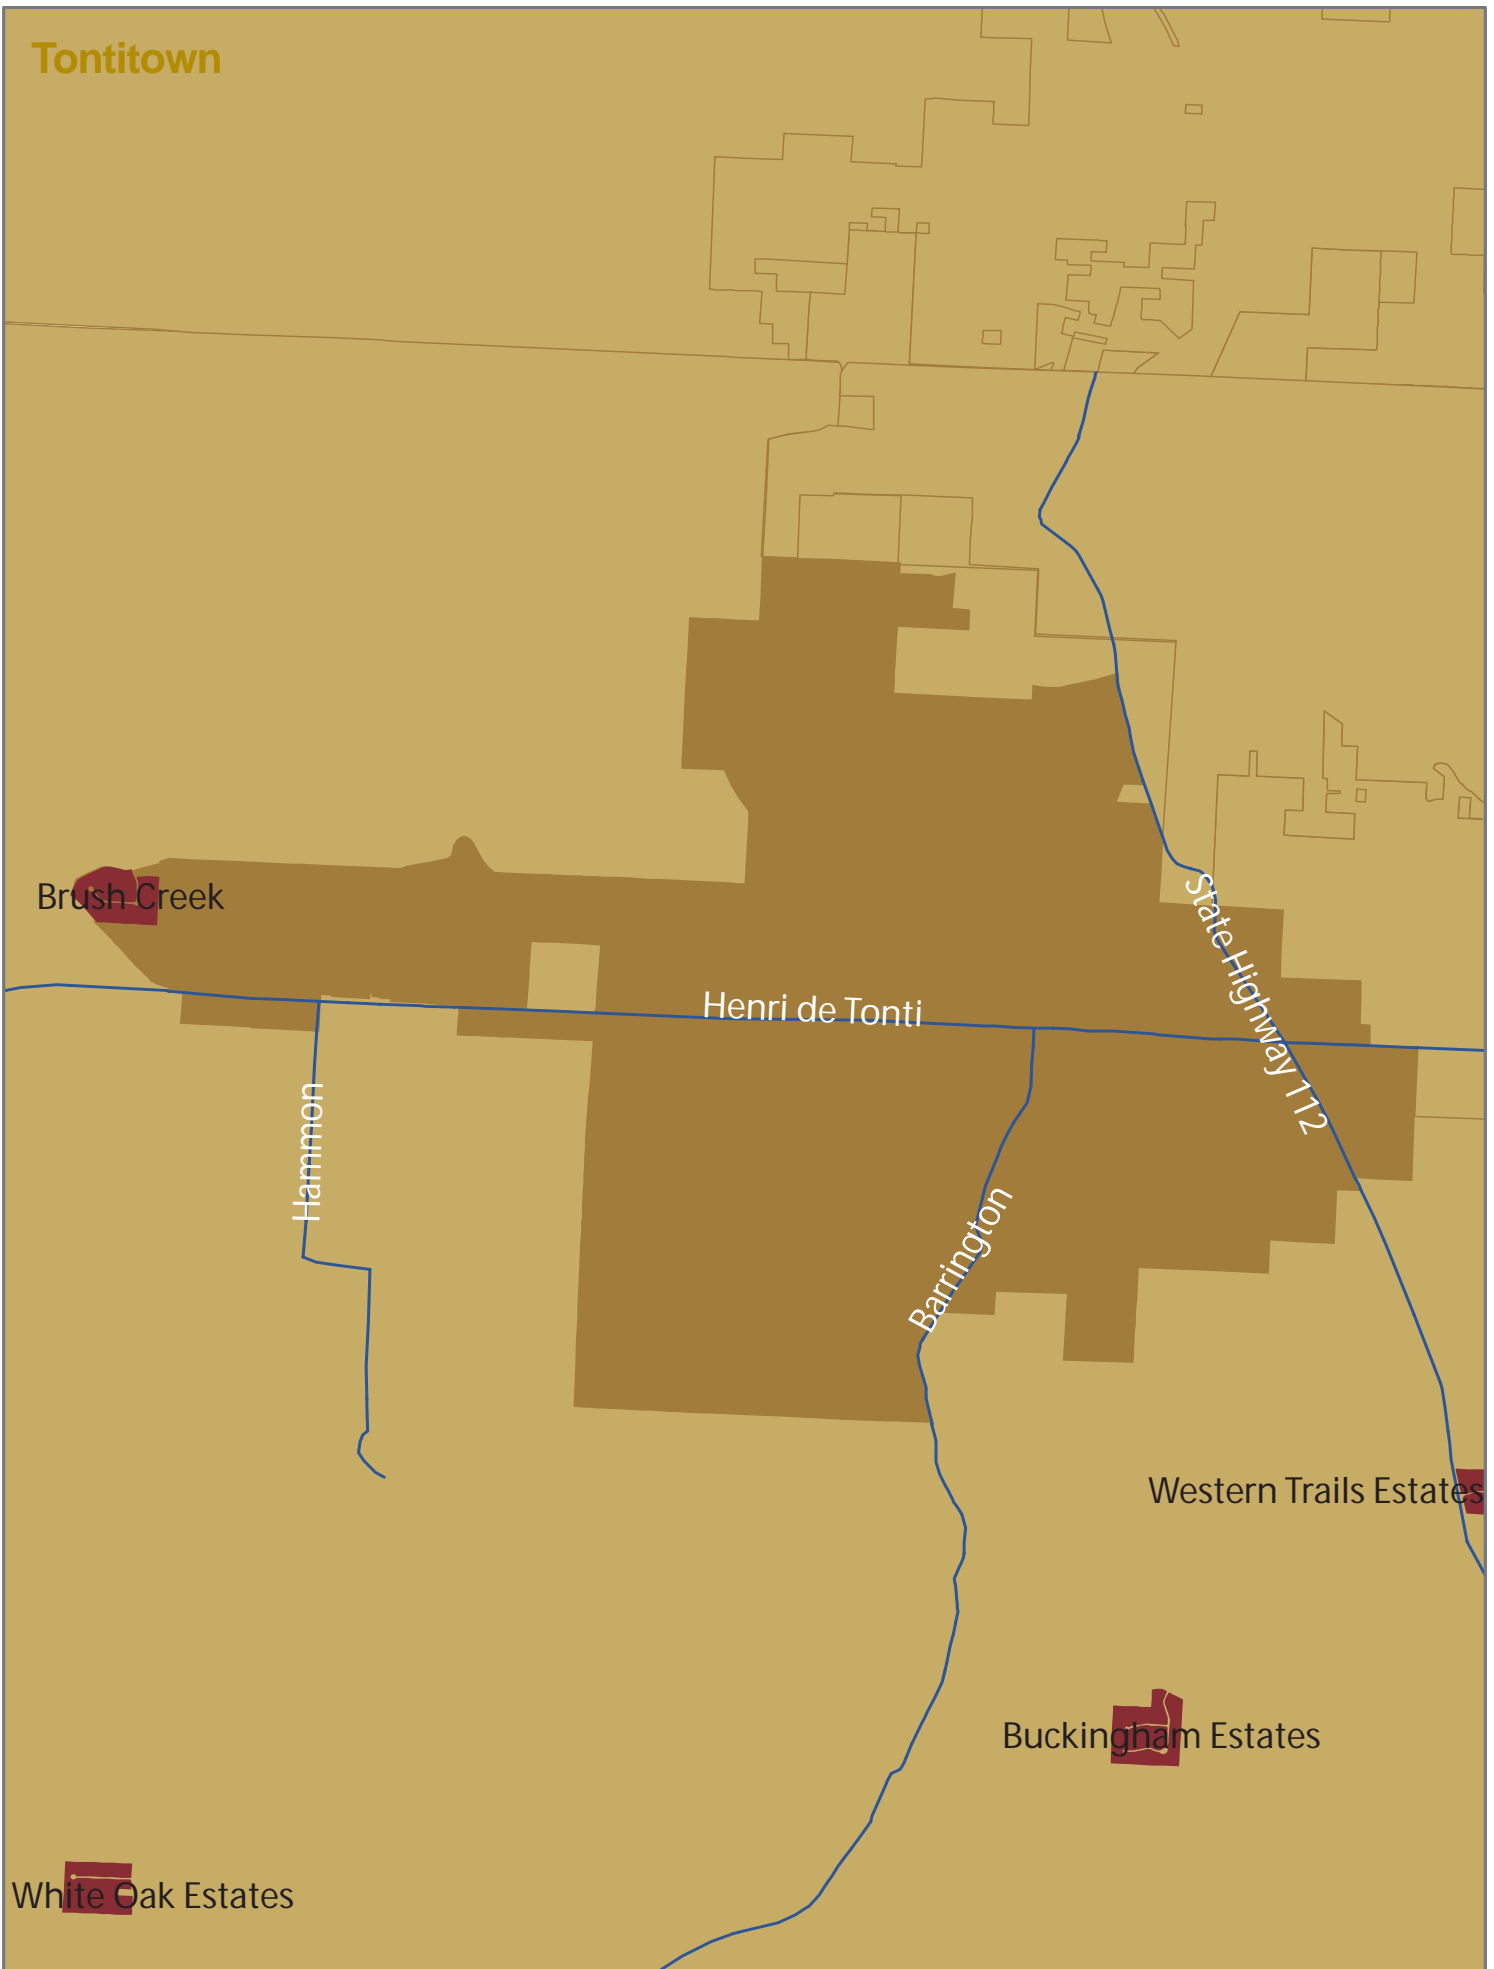 Tontitown
Brush Creek
State Highway 112
Henri de Tonti
Hammon
Barrington
Western Trails Estates
Buckingham Estates
White Oak Estates